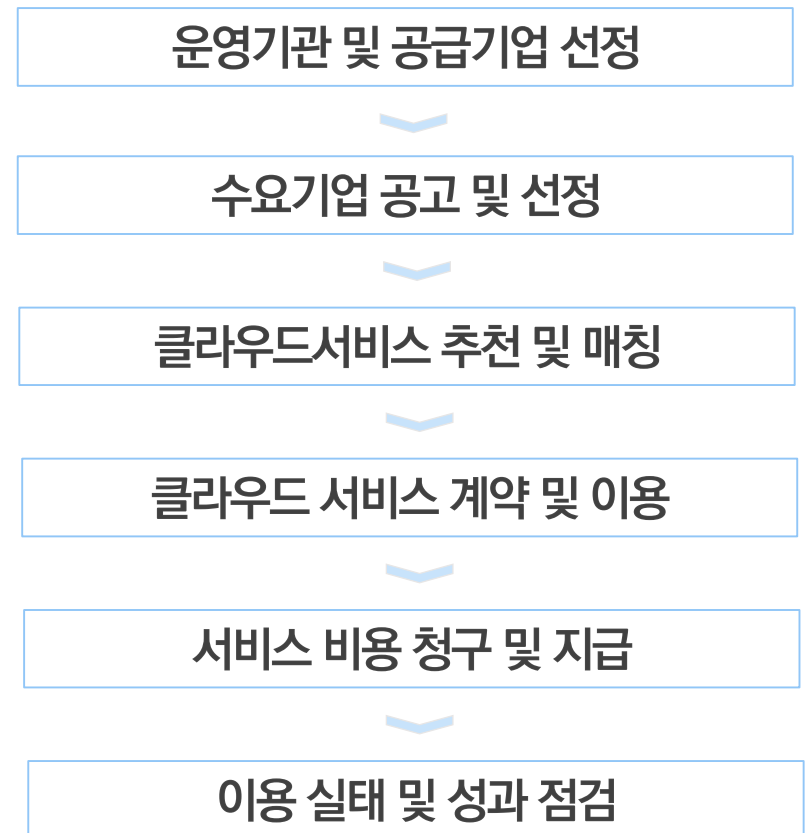 운영기관 및 공급기업 선정
수요기업 공고 및 선정
클라우드서비스 추천 및 매칭
클라우드 서비스 계약 및 이용
서비스 비용 청구 및 지급
이용 실태 및 성과 점검